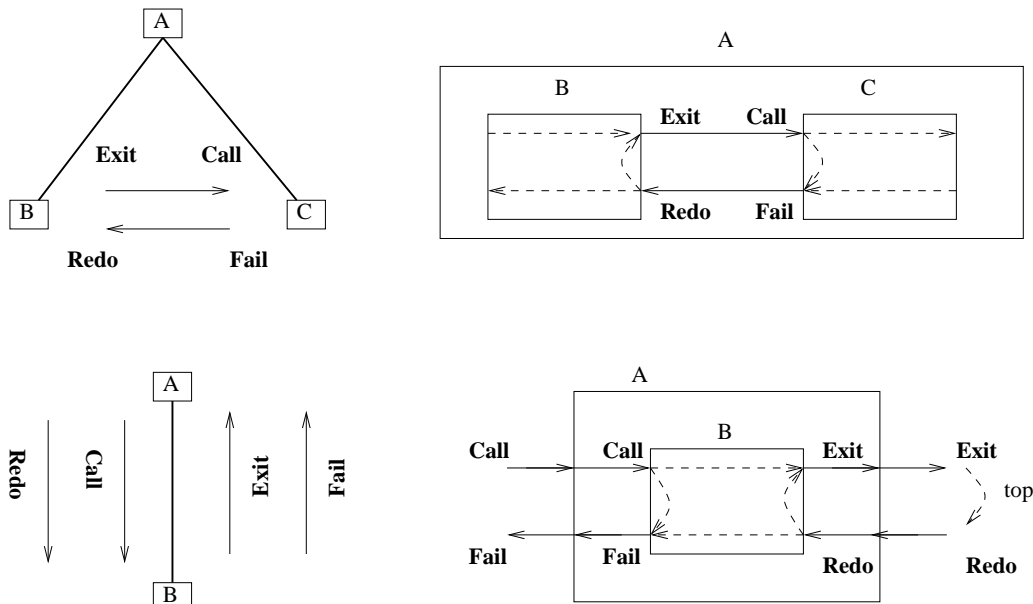 A
Exit Call
B C
Redo Fail
A
B C
Exit Call
Redo Fail
A
Redo
Call
Exit
Fail
B
A
B
Call Call Exit Exit
top
Fail Fail Redo Redo